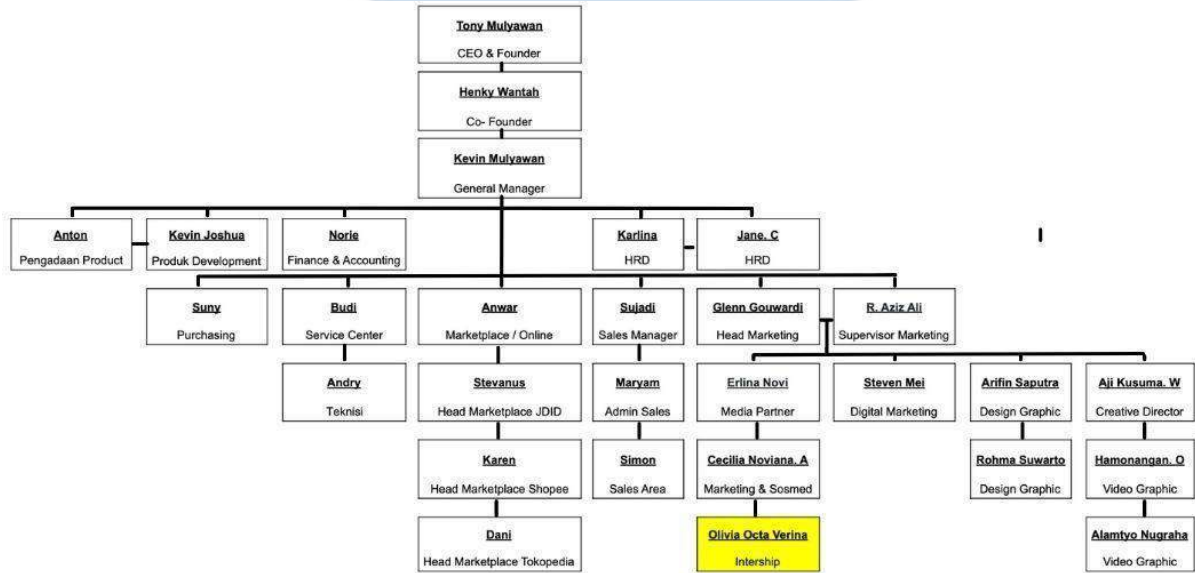 Tony Mulyawan
CEO & Founder
Henky Wantah
Co- Founder
Kevin Mulyawan
General Manager
Anton
Pengadaan Product
Kevin Joshua
Produk Development
Norie
Finance & Accounting
Karlina
HRD
Jane. C
HRD
Suny
Purchasing
Budi
Service Center
Anwar
Marketplace / Online
Sujadi
Sales Manager
Glenn Gouwardi
Head Marketing
R. Aziz Ali
Supervisor Marketing
Andry
Teknisi
Stevanus
Head Marketplace JDID
Maryam
Admin Sales
Erlina Novi
Media Partner
Steven Mei
Digital Marketing
Arifin Saputra
Design Graphic
Aji Kusuma. W
Creative Director
Karen
Head Marketplace Shopee
Simon
Sales Area
Cecilia Noviana. A
Marketing & Sosmed
Rohma Suwarto
Design Graphic
Hamonangan. O
Video Graphic
Dani
Head Marketplace Tokopedia
Olivia Octa Verina
Intership
Alamtyo Nugraha
Video Graphic